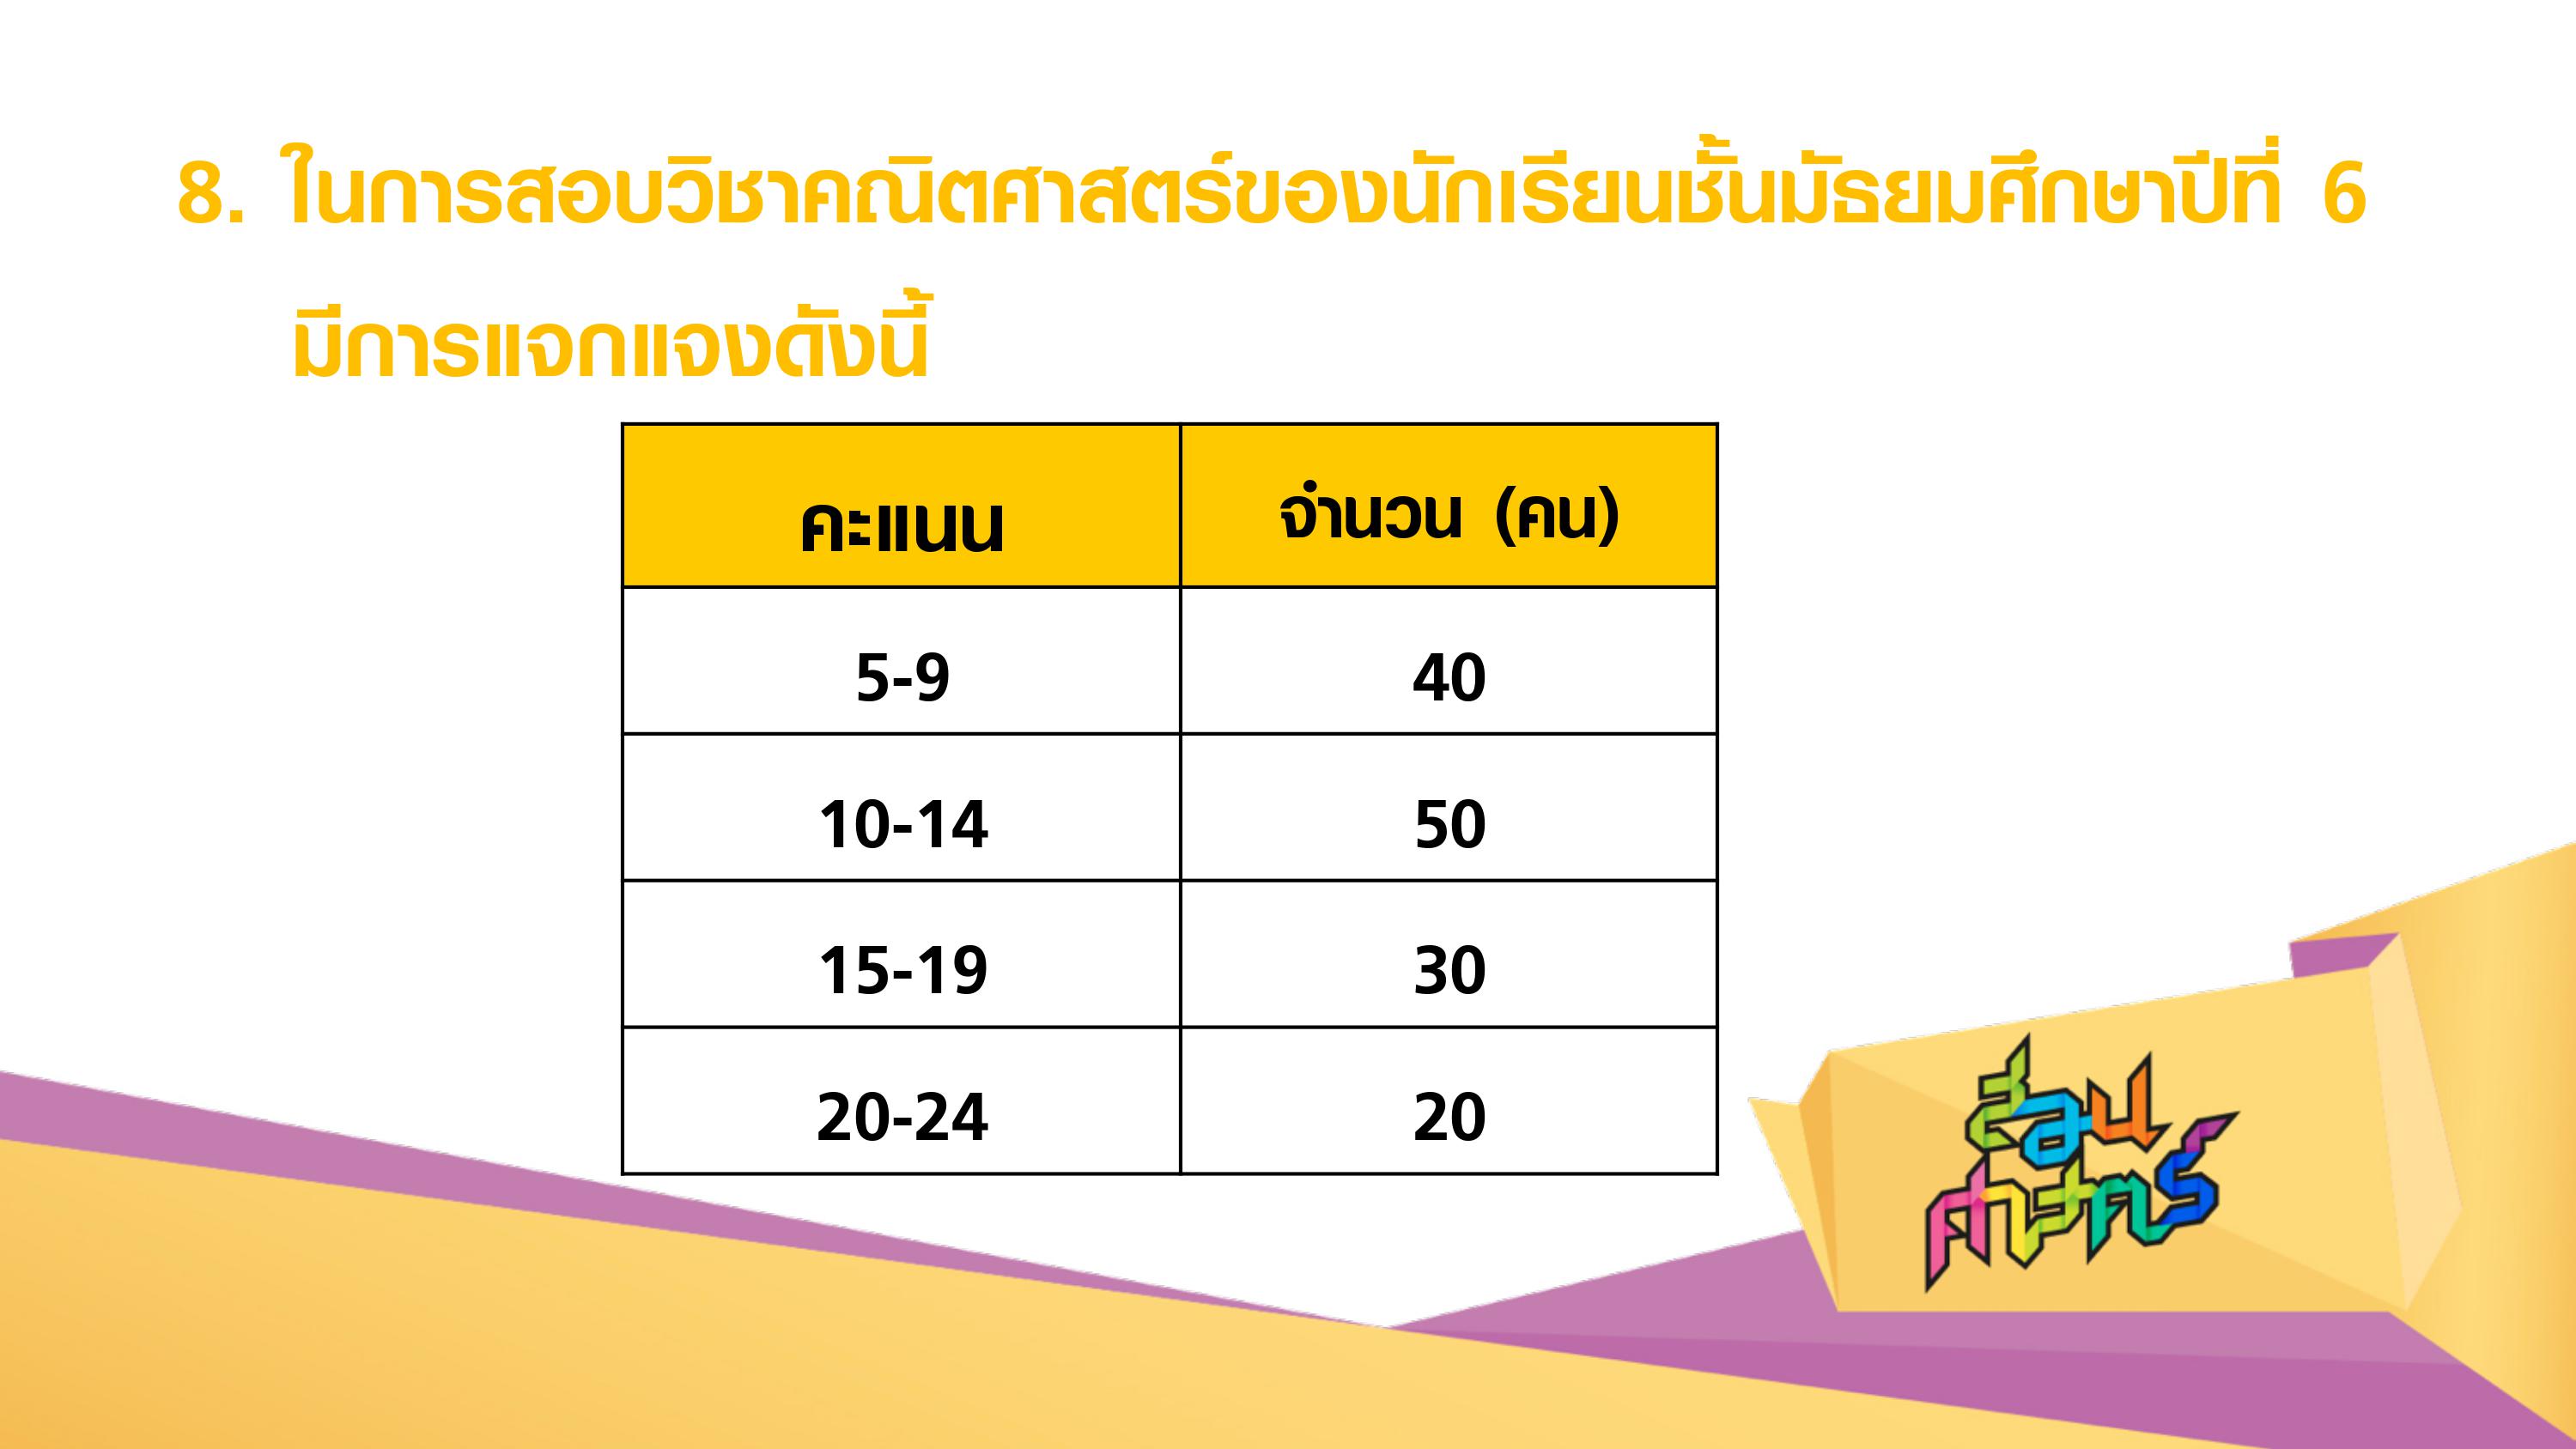 8. ในการสอบวิชาคณิตศาสตร์ของนักเรียนชั้นมัธยมศึกษาปีที่ 6
มีการแจกแจงดังนี้
คะแนน จำนวน (คน)
5-9 40
10-14 50
15-19 30
20-24 20
สอน
ศาสตร์